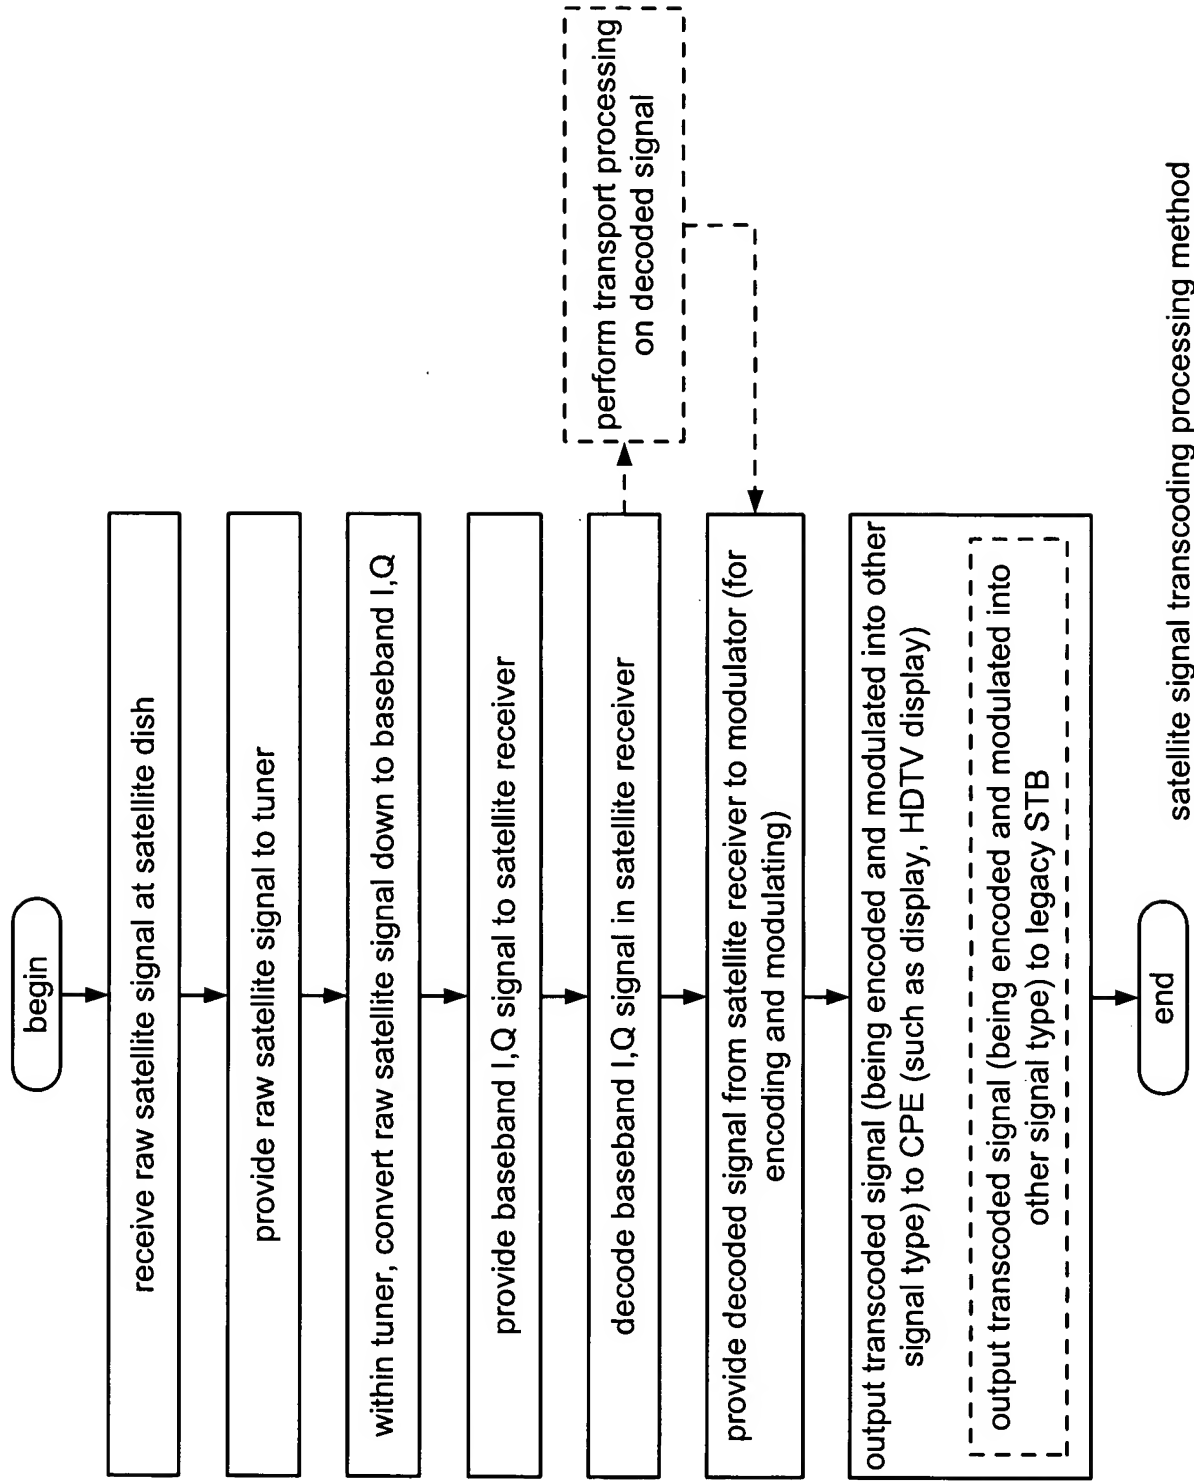 begin
receive raw satellite signal at satellite dish
provide raw satellite signal to tuner
within tuner, convert raw satellite signal down to baseband I,Q
provide baseband I,Q signal to satellite receiver
decode baseband I,Q signal in satellite receiver
perform transport processing
on decoded signal
provide decoded signal from satellite receiver to modulator (for
encoding and modulating)
output transcoded signal (being encoded and modulated into other
signal type) to CPE (such as display, HDTV display)
output transcoded signal (being encoded and modulated into
other signal type) to legacy STB
end
satellite signal transcoding processing method